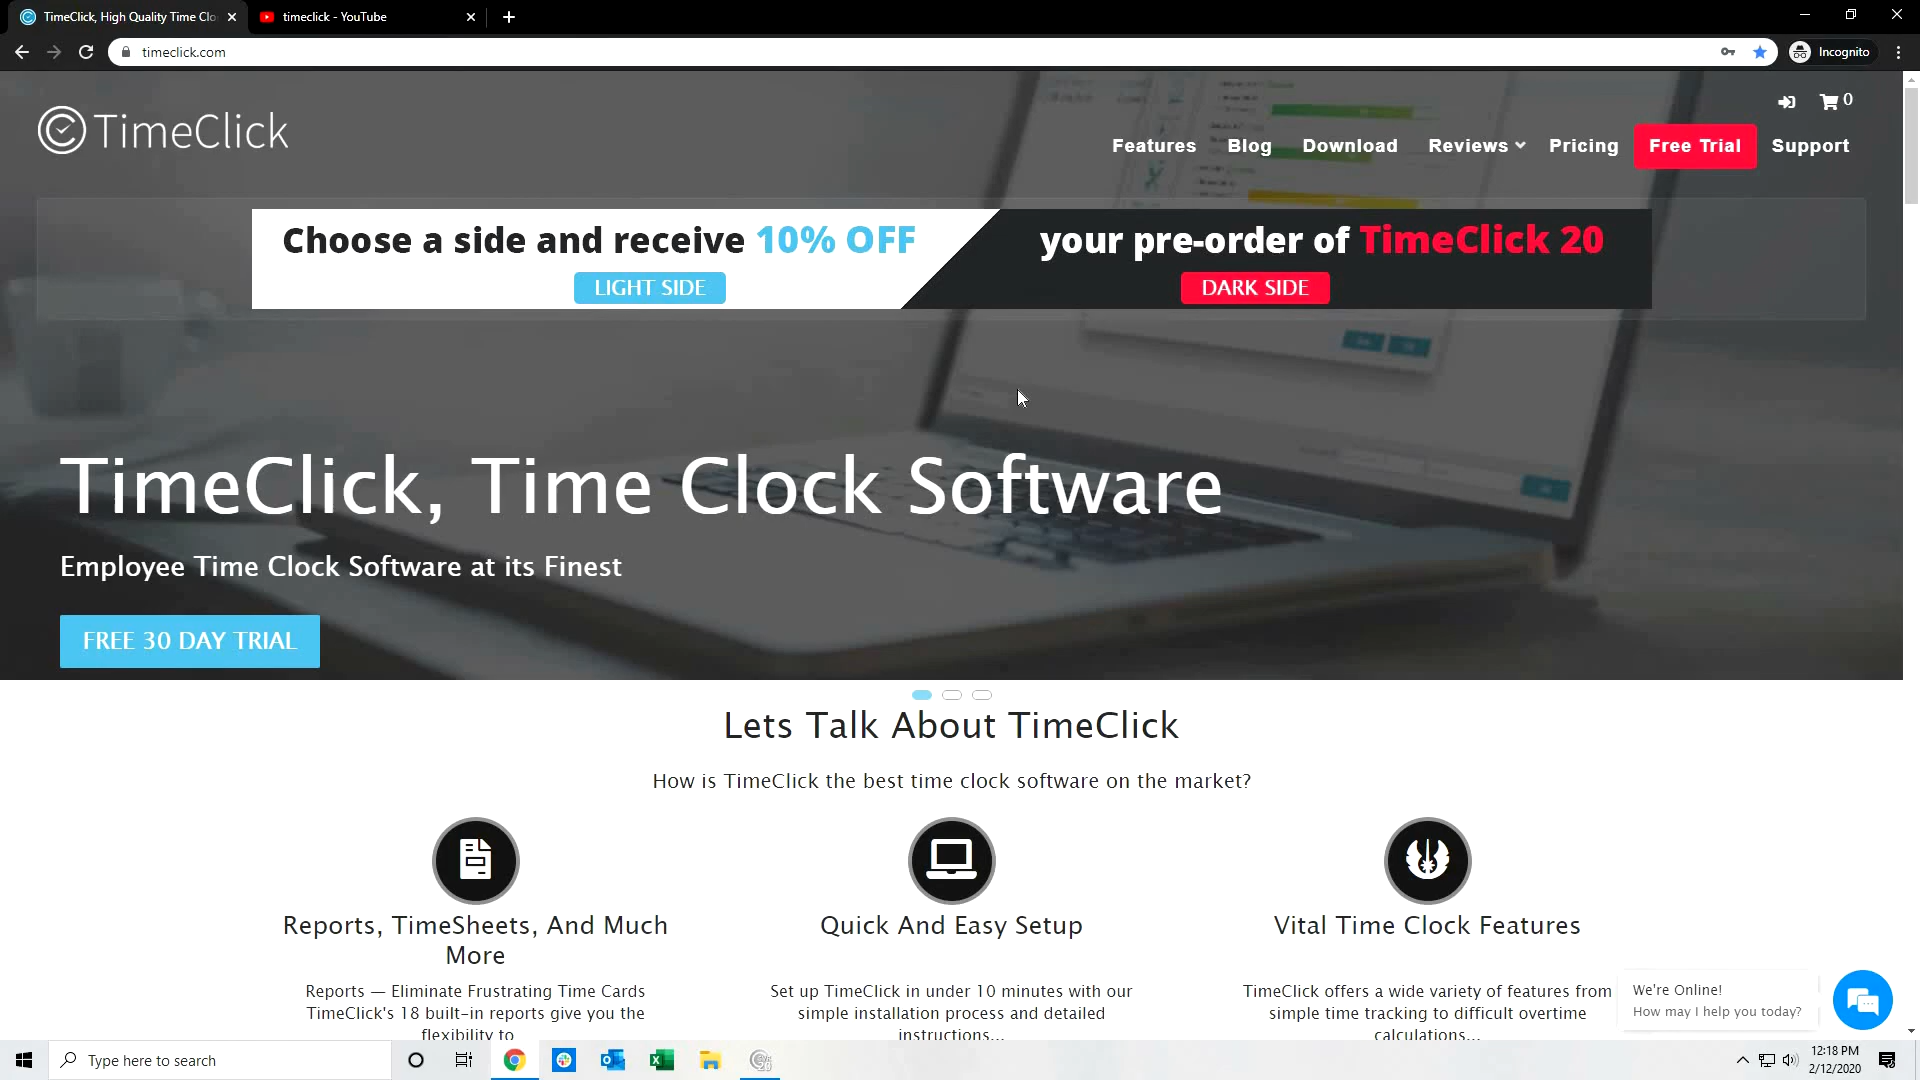 TimeClick, High Quality Time Clo
timeclick - YouTube
timeclick.com
Incognito
TimeClick
0
Features
Blog
Download
Reviews
Pricing
Free Trial
Support
Choose a side and receive 10% OFF
your pre-order of TimeClick 20
LIGHT SIDE
DARK SIDE
TimeClick, Time Clock Software
Employee Time Clock Software at its Finest
FREE 30 DAY TRIAL
Lets Talk About TimeClick
How is TimeClick the best time clock software on the market?
Reports, TimeSheets, And Much
More
Reports — Eliminate Frustrating Time Cards
TimeClick's 18 built-in reports give you the
flexibility to
Quick And Easy Setup
Set up TimeClick in under 10 minutes with our
simple installation process and detailed
instructions...
Vital Time Clock Features
TimeClick offers a wide variety of features from
simple time tracking to difficult overtime
calculations...
We're Online!
How may I help you today?
Type here to search
12:18 PM
2/12/2020